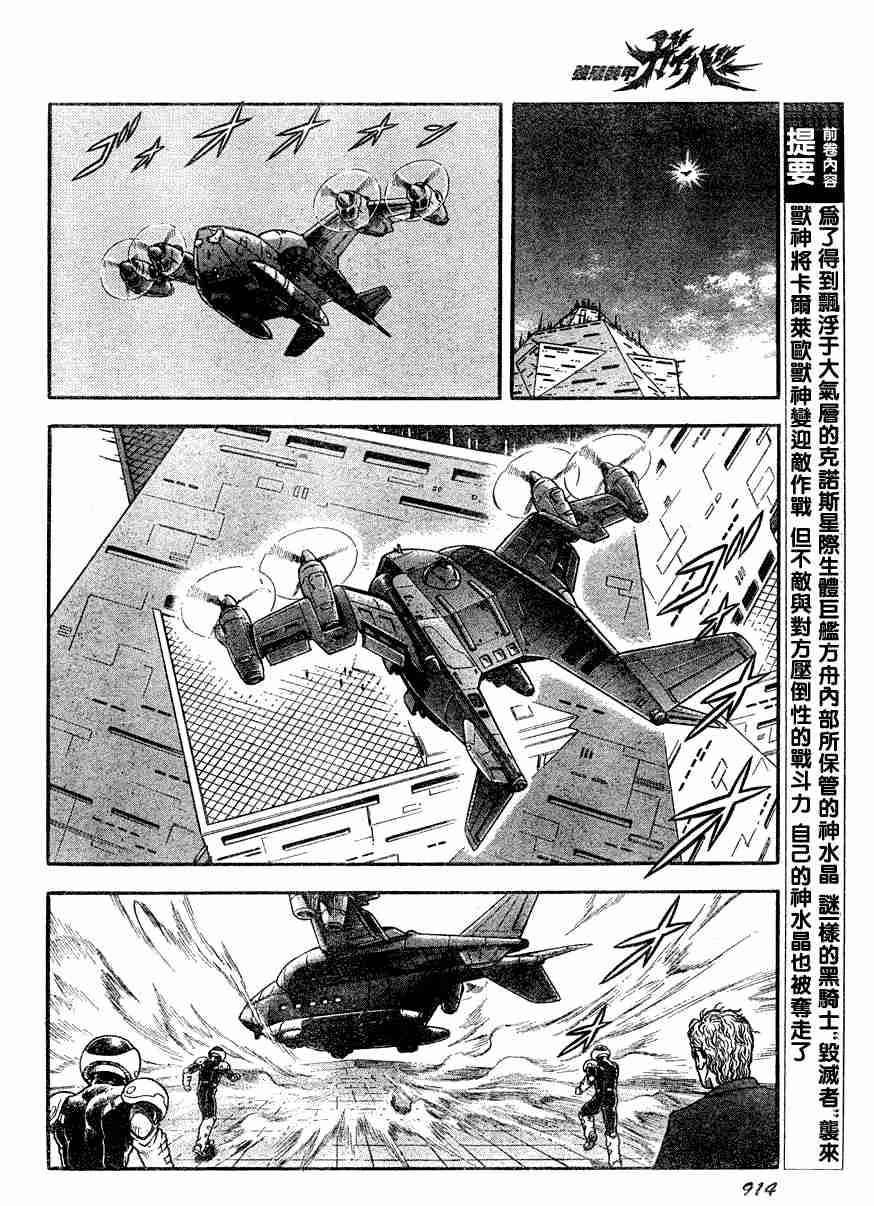 強殖裝甲ガイバー
前卷內容
提要
爲了得到飄浮于大氣層的克諾斯星際生體巨艦方舟內部所保管的神水晶 謎一樣的黑騎士“毀滅者”襲來
獸神將卡爾萊歐獸神變迎敵作戰 但不敵與對方壓倒性的戰斗力 自己的神水晶也被奪走了
ゴオオオオン
914